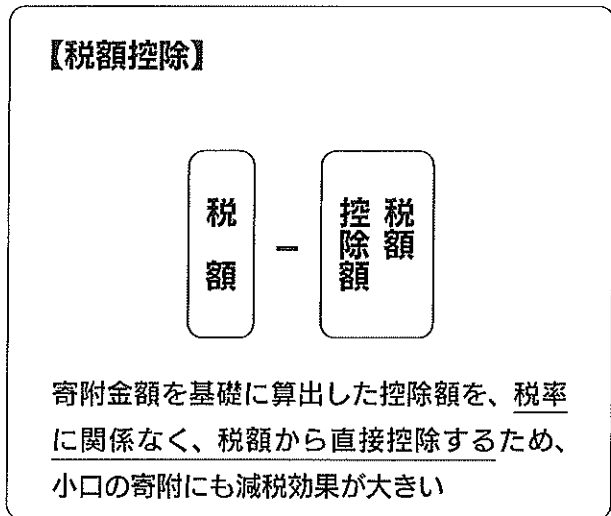 【税額控除】
税額
－
税額
控除額
寄附金額を基礎に算出した控除額を、税率
に関係なく、税額から直接控除するため、
小口の寄附にも減税効果が大きい